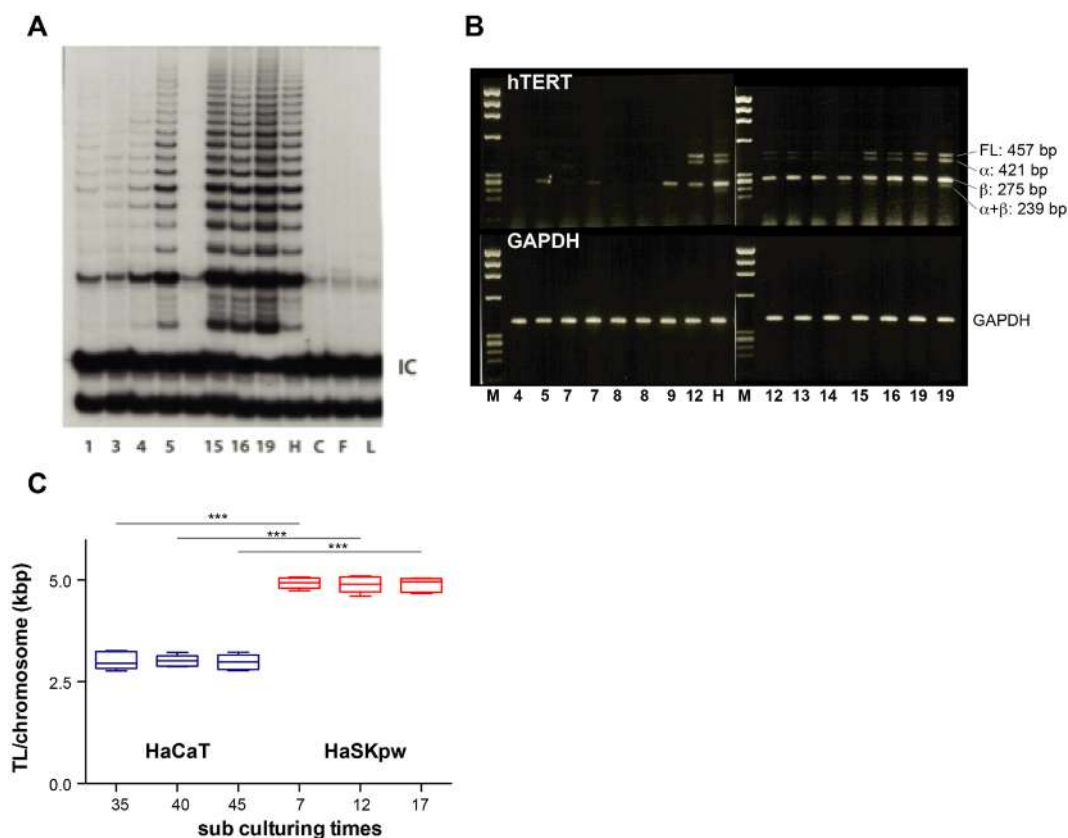 A
IC
1 3 4 5 15 16 19 H C F L
B
hTERT
FL: 457 bp
α: 421 bp
β: 275 bp
α+β: 239 bp
GAPDH
GAPDH
M 4 5 7 7 8 8 9 12 H M 12 13 14 15 16 19 19
C
***
***
***
TL/chromosome (kbp)
5.0
2.5
0.0
HaCaT HaSKpw
35 40 45 7 12 17
sub culturing times